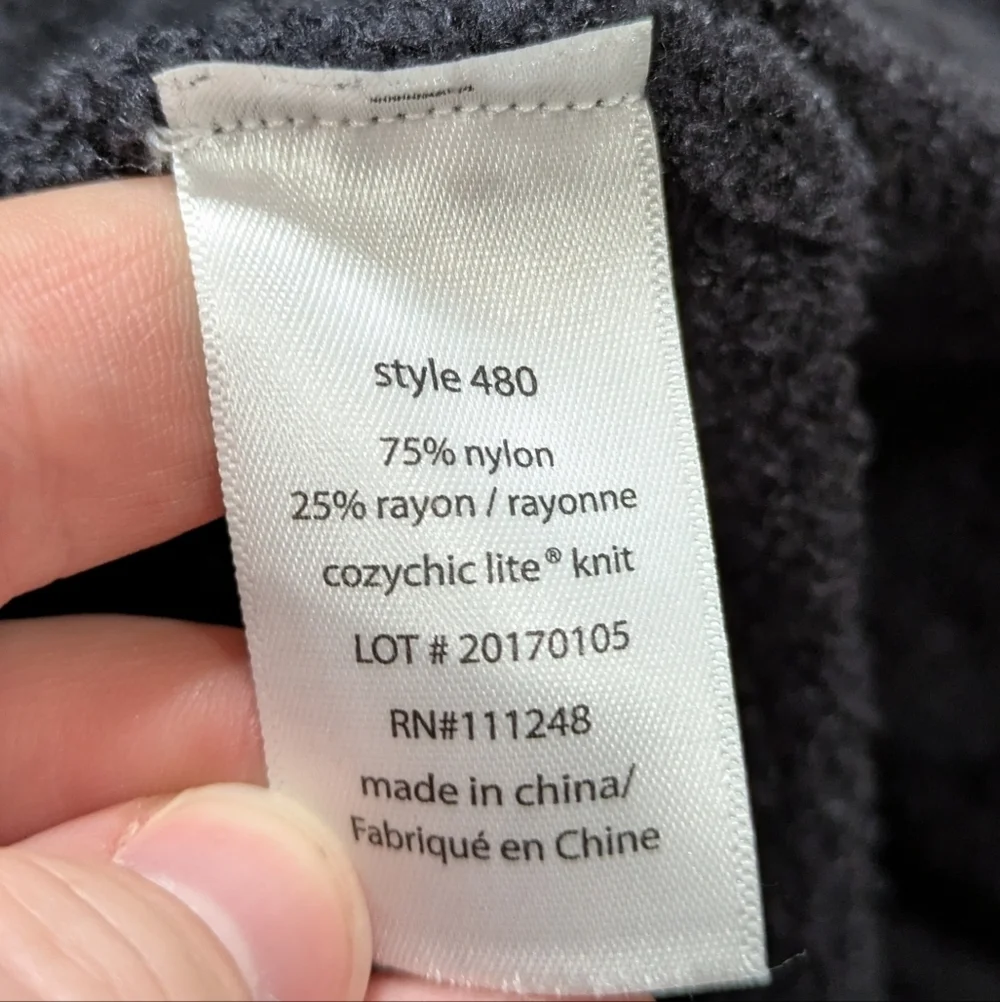 style 480
75% nylon
25% rayon / rayonne
cozychic lite® knit
LOT # 20170105
RN#111248
made in china/
Fabriqué en Chine